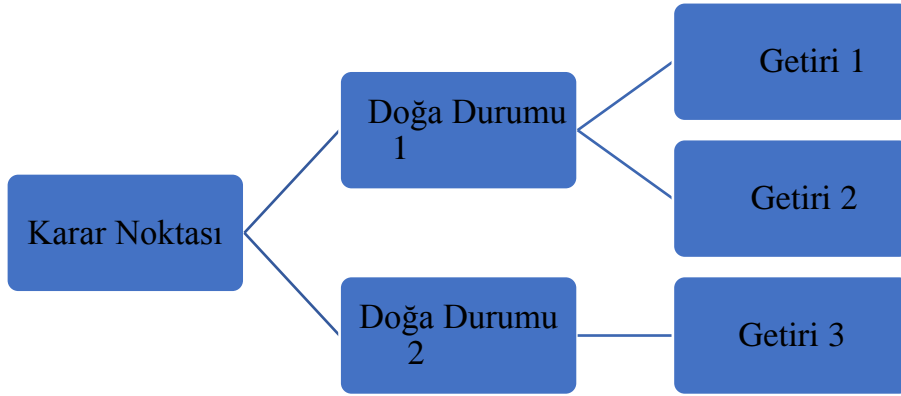 Karar Noktası
Doğa Durumu
1
Doğa Durumu
2
Getiri 1
Getiri 2
Getiri 3